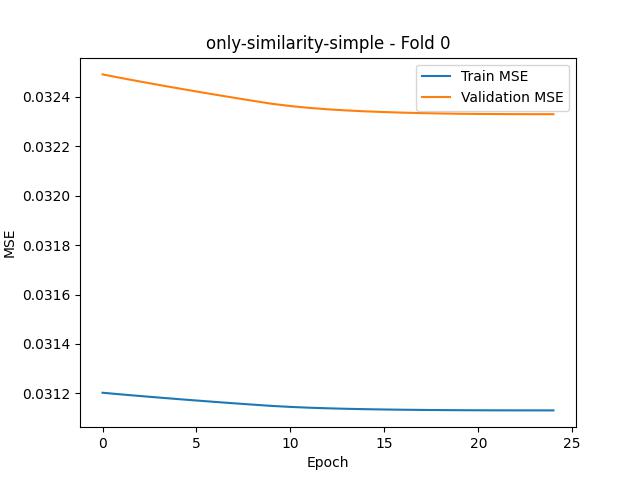 only-similarity-simple - Fold 0
Train MSE
Validation MSE
MSE
0.0324
0.0322
0.0320
0.0318
0.0316
0.0314
0.0312
0 5 10 15 20 25
Epoch